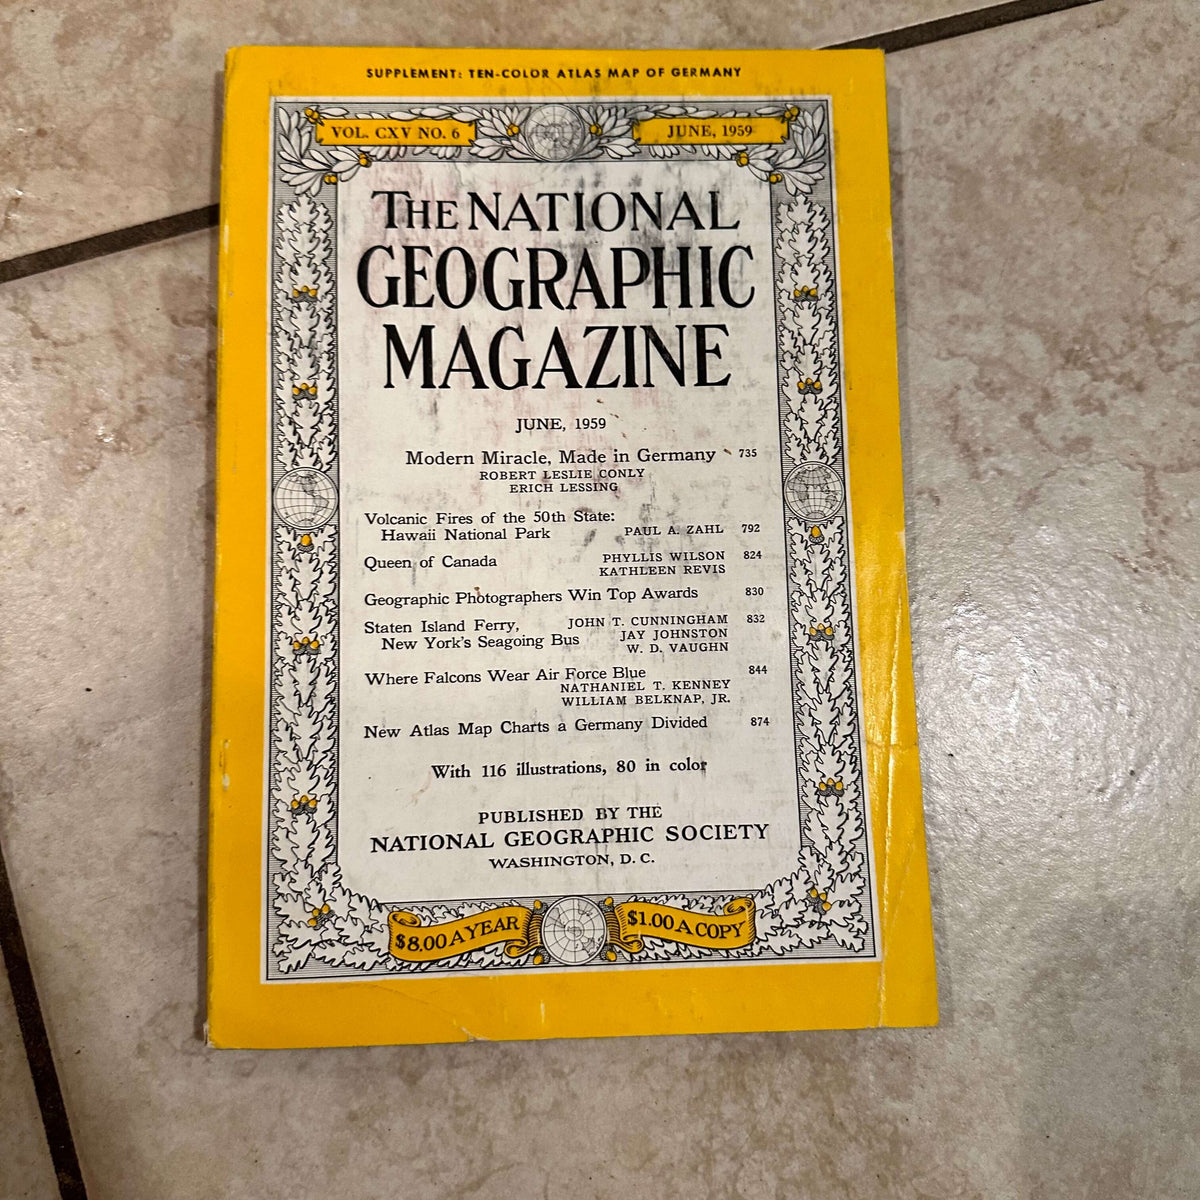 SUPPLEMENT: TEN-COLOR ATLAS MAP OF GERMANY
VOL. CXV NO. 6
JUNE, 1959
THE NATIONAL
GEOGRAPHIC
MAGAZINE
JUNE, 1959
Modern Miracle, Made in Germany 735
ROBERT LESLIE CONLY
ERICH LESSING
Volcanic Fires of the 50th State:
Hawaii National Park PAUL A. ZAHL 792
Queen of Canada PHYLLIS WILSON 824
KATHLEEN REVIS
Geographic Photographers Win Top Awards 830
Staten Island Ferry, JOHN T. CUNNINGHAM 832
New York's Seagoing Bus JAY JOHNSTON
W. D. VAUGHN
Where Falcons Wear Air Force Blue 844
NATHANIEL T. KENNEY
WILLIAM BELKNAP, JR.
New Atlas Map Charts a Germany Divided 874
With 116 illustrations, 80 in color
PUBLISHED BY THE
NATIONAL GEOGRAPHIC SOCIETY
WASHINGTON, D. C.
$8.00 A YEAR
$1.00 A COPY